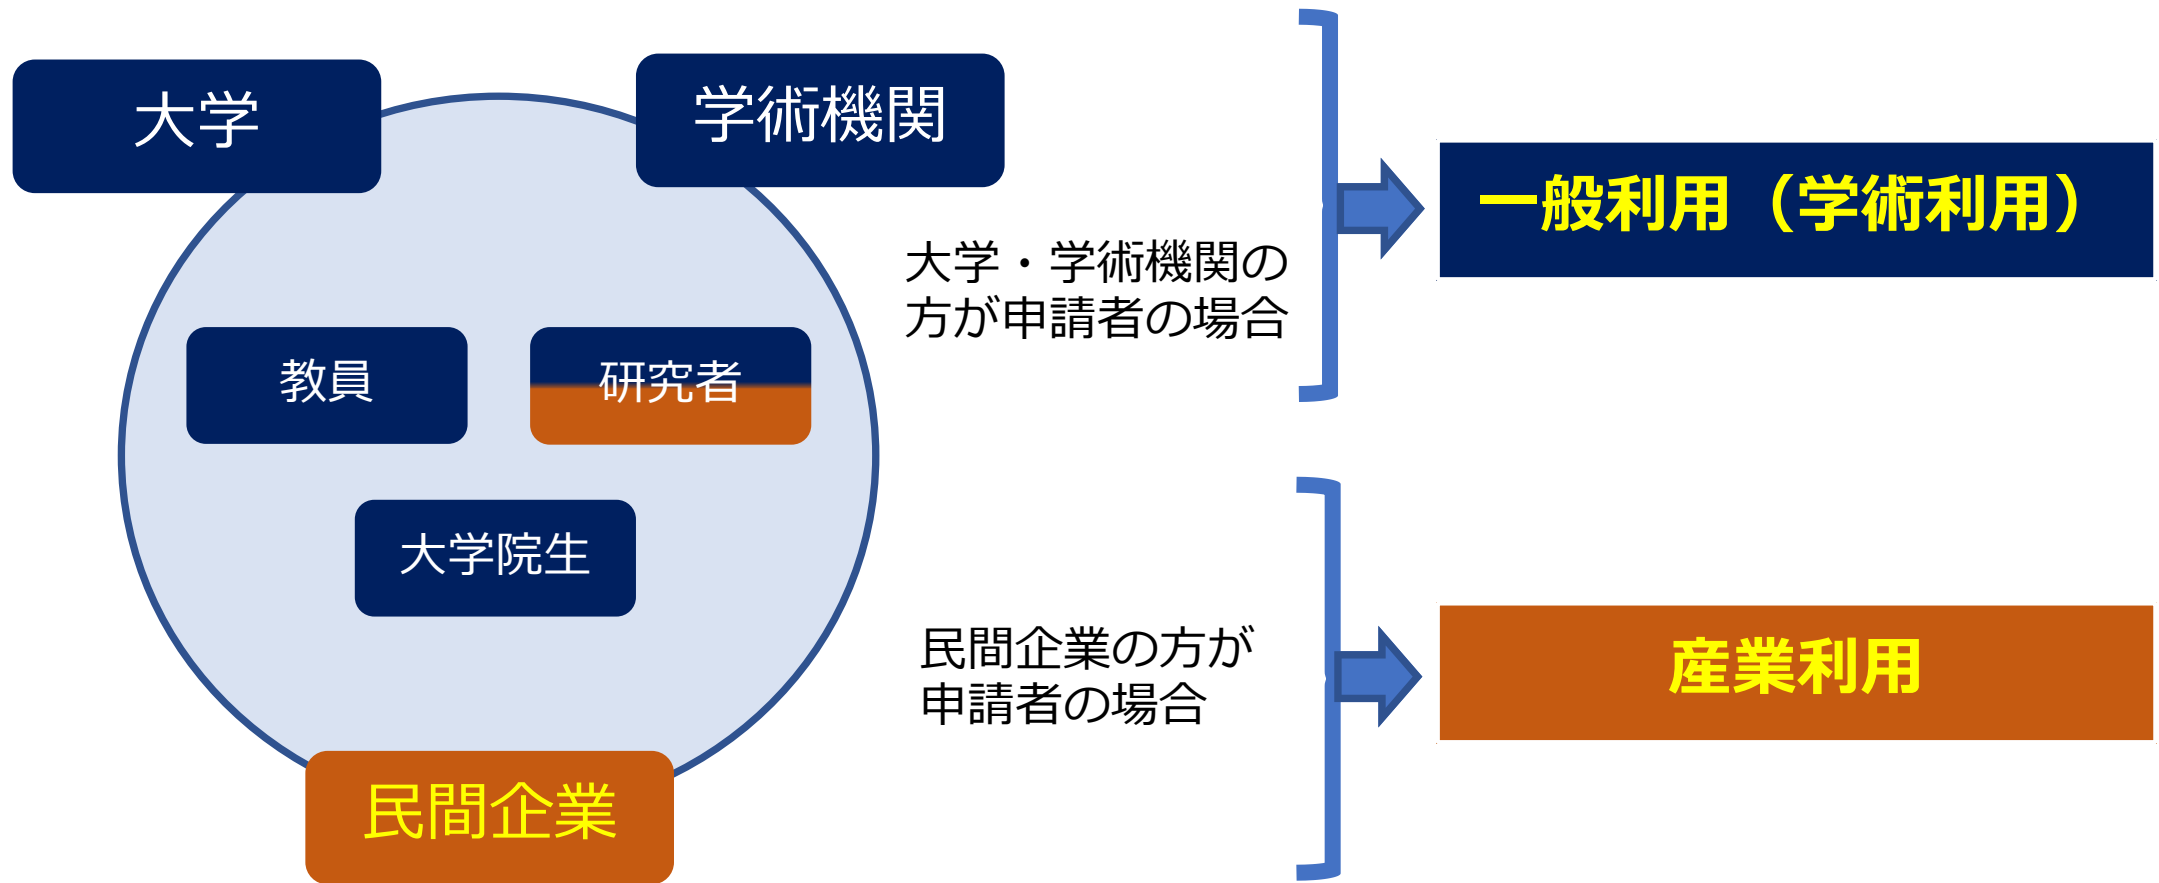 大学
学術機関
教員
研究者
大学院生
民間企業
大学・学術機関の
方が申請者の場合
一般利用（学術利用）
民間企業の方が
申請者の場合
産業利用